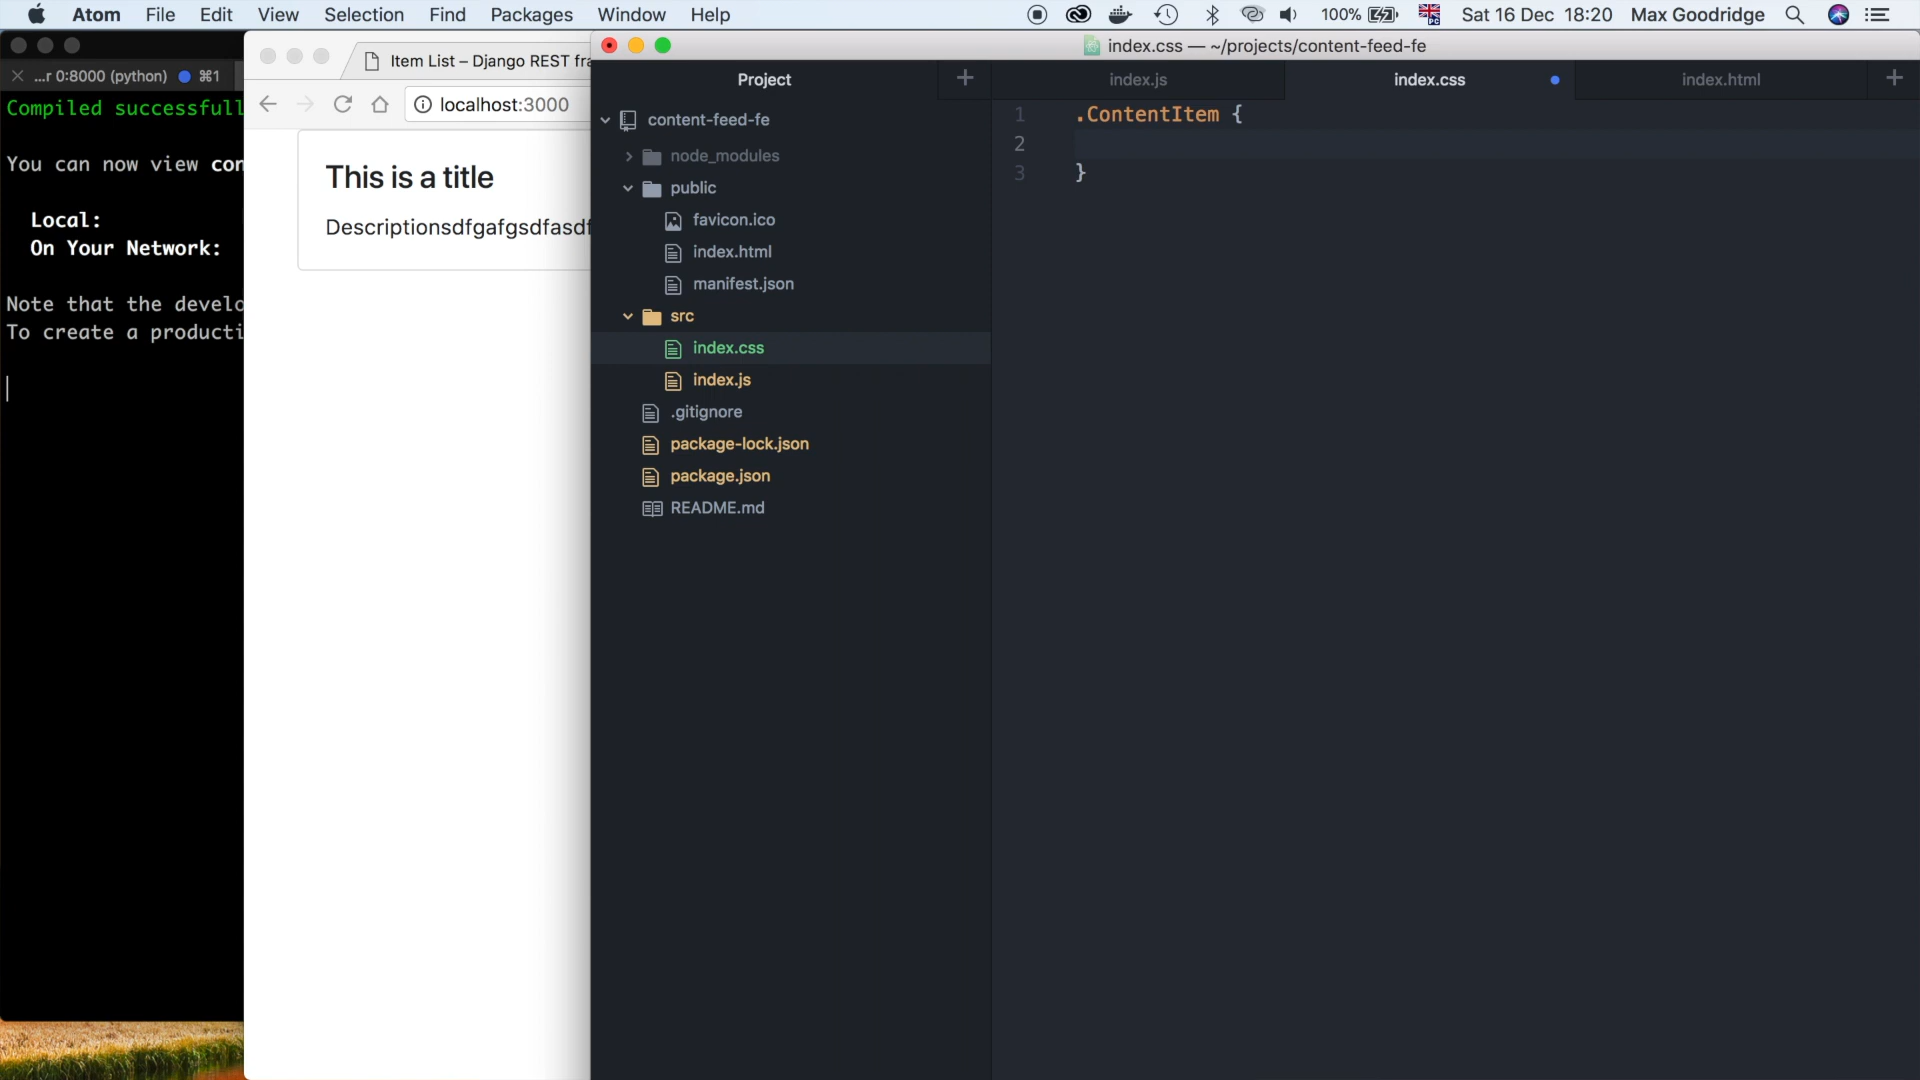 Atom File Edit View Selection Find Packages Window Help 100% Sat 16 Dec 18:20 Max Goodridge
...r 0:8000 (python) ⌘1
Compiled successfull
You can now view con
Local:
On Your Network:
Note that the develo
To create a producti
Item List – Django REST fra
localhost:3000
This is a title
Descriptionsdfgafgsdfasdf
index.css — ~/projects/content-feed-fe
Project
content-feed-fe
node_modules
public
favicon.ico
index.html
manifest.json
src
index.css
index.js
.gitignore
package-lock.json
package.json
README.md
index.js index.css index.html
1 .ContentItem {
2
3 }